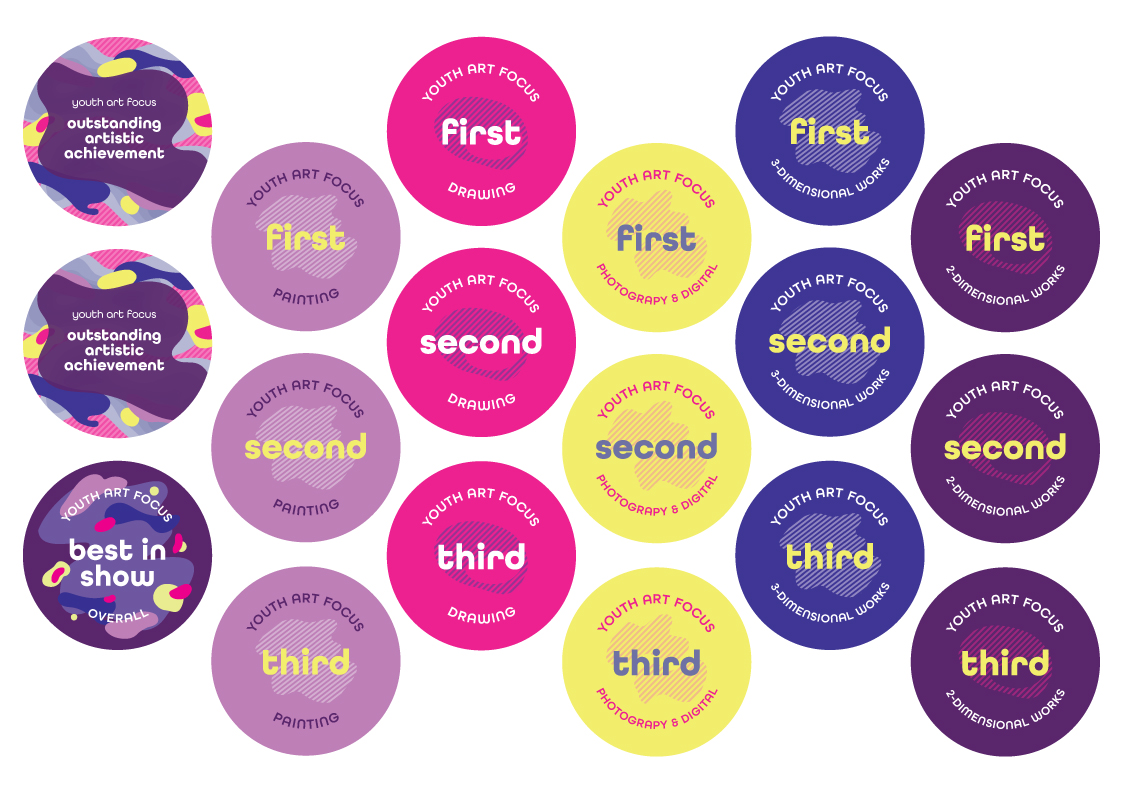 youth art focus
outstanding
artistic
achievement
youth art focus
outstanding
artistic
achievement
YOUTH ART FOCUS
best in
show
OVERALL
YOUTH ART FOCUS
first
PAINTING
YOUTH ART FOCUS
second
PAINTING
YOUTH ART FOCUS
third
PAINTING
YOUTH ART FOCUS
first
DRAWING
YOUTH ART FOCUS
second
DRAWING
YOUTH ART FOCUS
third
DRAWING
YOUTH ART FOCUS
first
PHOTOGRAPY & DIGITAL
YOUTH ART FOCUS
second
PHOTOGRAPY & DIGITAL
YOUTH ART FOCUS
third
PHOTOGRAPY & DIGITAL
YOUTH ART FOCUS
first
3-DIMENSIONAL WORKS
YOUTH ART FOCUS
second
3-DIMENSIONAL WORKS
YOUTH ART FOCUS
third
3-DIMENSIONAL WORKS
YOUTH ART FOCUS
first
2-DIMENSIONAL WORKS
YOUTH ART FOCUS
second
2-DIMENSIONAL WORKS
YOUTH ART FOCUS
third
2-DIMENSIONAL WORKS